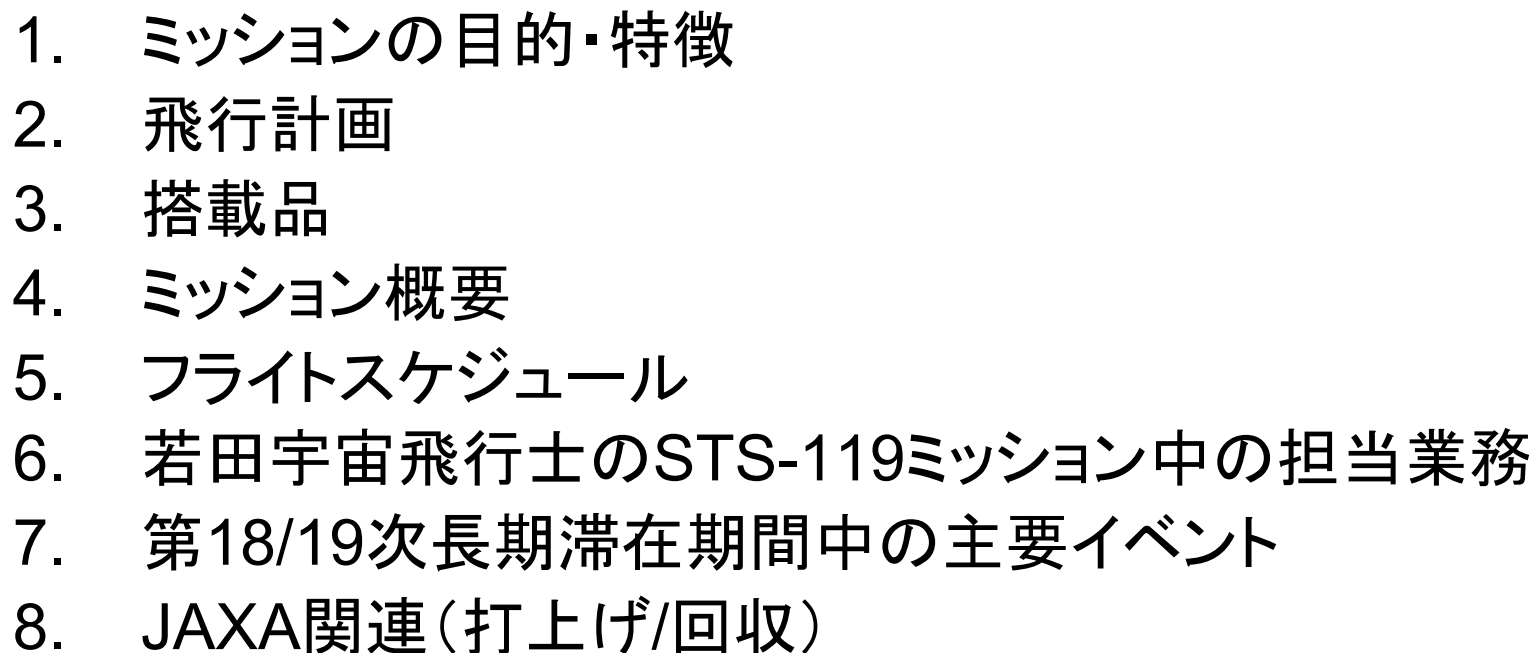 1. ミッションの目的・特徴
2. 飛行計画
3. 搭載品
4. ミッション概要
5. フライトスケジュール
6. 若田宇宙飛行士のSTS-119ミッション中の担当業務
7. 第18/19次長期滞在期間中の主要イベント
8. JAXA関連（打上げ/回収）